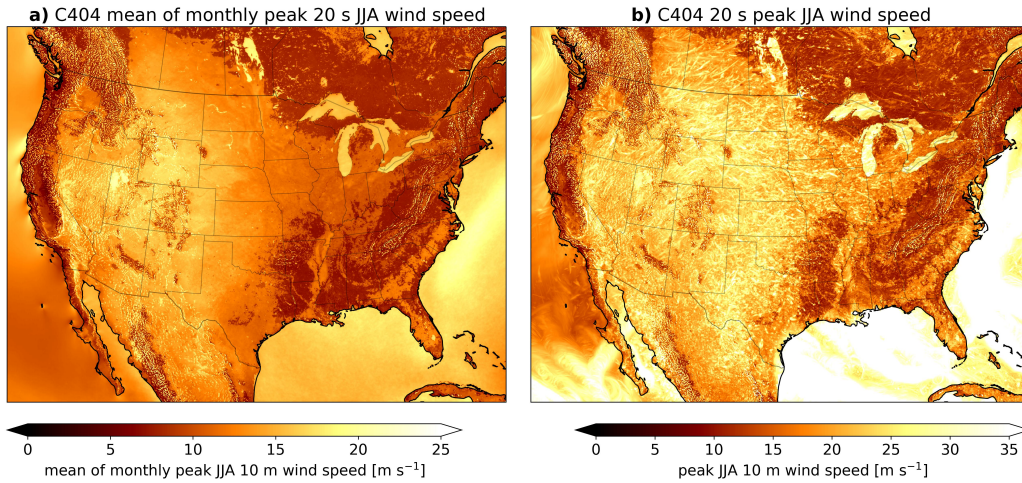 a) C404 mean of monthly peak 20 s JJA wind speed
b) C404 20 s peak JJA wind speed
0 5 10 15 20 25
mean of monthly peak JJA 10 m wind speed [m s⁻¹]
0 5 10 15 20 25 30 35
peak JJA 10 m wind speed [m s⁻¹]